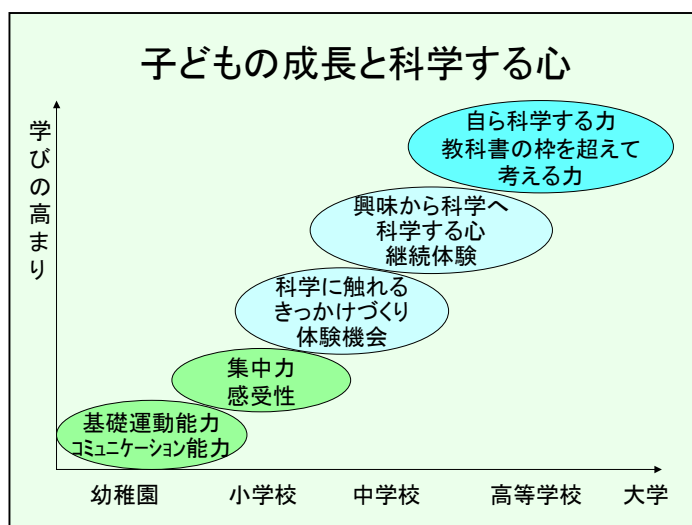 子どもの成長と科学する心
学びの高まり
自ら科学する力
教科書の枠を超えて
考える力
興味から科学へ
科学する心
継続体験
科学に触れる
きっかけづくり
体験機会
集中力
感受性
基礎運動能力
コミュニケーション能力
幼稚園
小学校
中学校
高等学校
大学